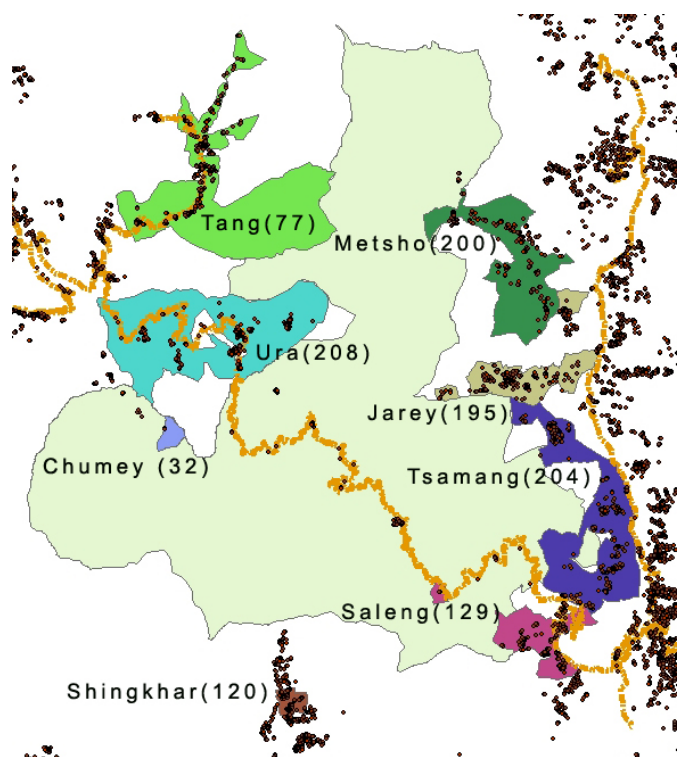 Tang(77)
Metsho(200)
Ura(208)
Jarey(195)
Chumey (32)
Tsamang(204)
Saleng(129)
Shingkhar(120)